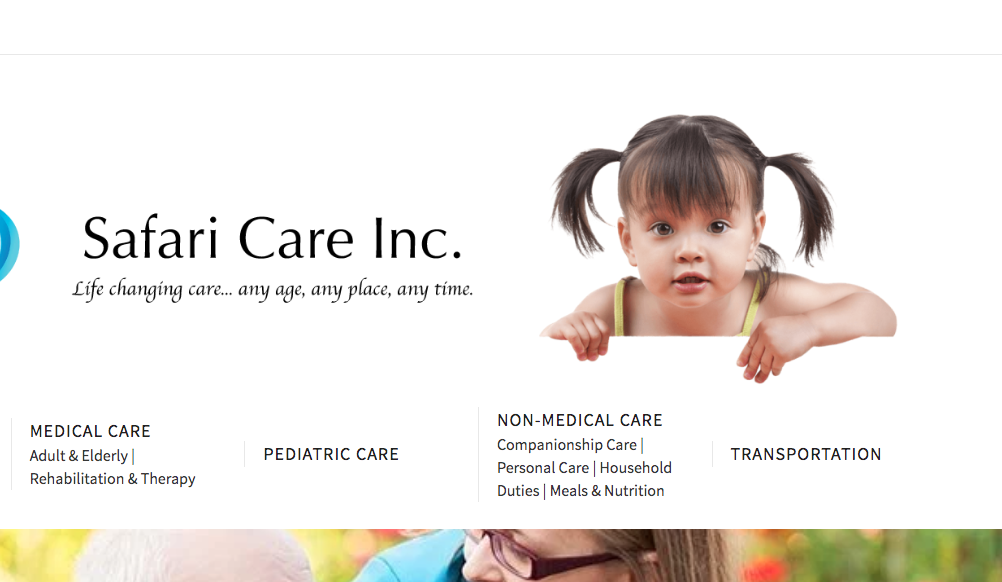 Safari Care Inc.
Life changing care... any age, any place, any time.
MEDICAL CARE
Adult & Elderly |
Rehabilitation & Therapy
PEDIATRIC CARE
NON-MEDICAL CARE
Companionship Care |
Personal Care | Household
Duties | Meals & Nutrition
TRANSPORTATION